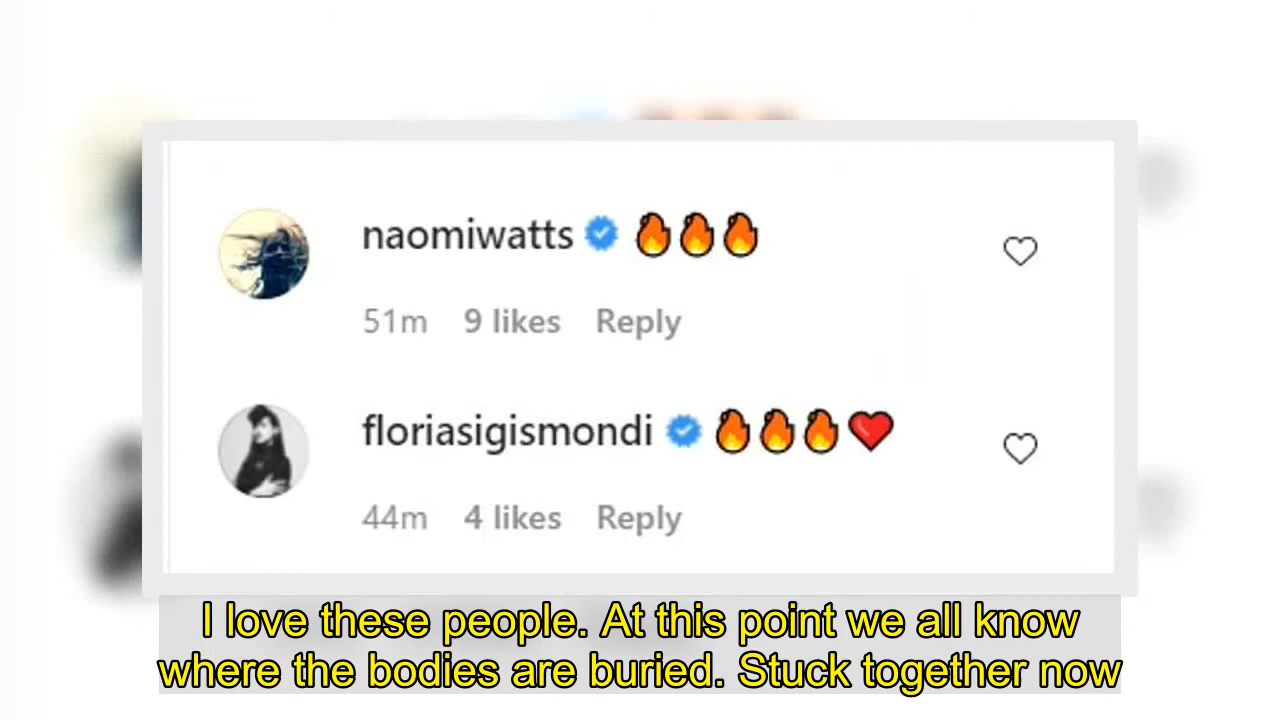 naomiwatts 🔥🔥🔥
51m 9 likes Reply
floriasigismondi 🔥🔥🔥❤️
44m 4 likes Reply
I love these people. At this point we all know
where the bodies are buried. Stuck together now